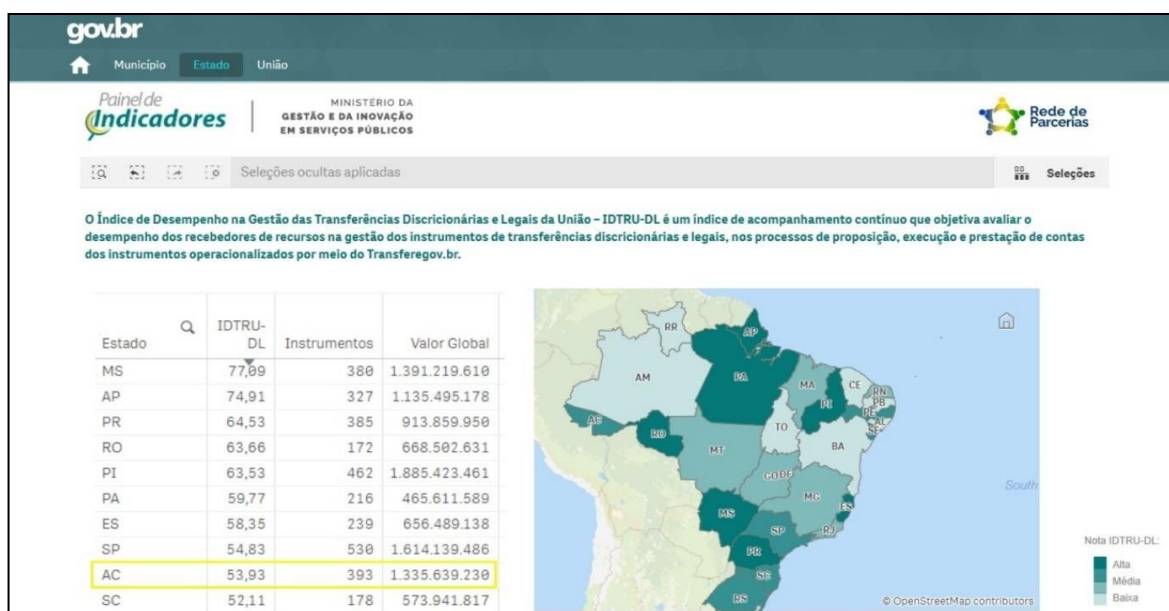 gov.br
Município Estado União
Painel de
Indicadores
MINISTÉRIO DA
GESTÃO E DA INOVAÇÃO
EM SERVIÇOS PÚBLICOS
Rede de
Parcerias
Seleções ocultas aplicadas
Seleções
O Índice de Desempenho na Gestão das Transferências Discricionárias e Legais da União – IDTRU-DL é um índice de acompanhamento contínuo que objetiva avaliar o
desempenho dos recebedores de recursos na gestão dos instrumentos de transferências discricionárias e legais, nos processos de proposição, execução e prestação de contas
dos instrumentos operacionalizados por meio do Transferegov.br.
Estado IDTRU-DL Instrumentos Valor Global
MS 77,09 380 1.391.219.610
AP 74,91 327 1.135.495.178
PR 64,53 385 913.859.950
RO 63,66 172 668.502.631
PI 63,53 462 1.885.423.461
PA 59,77 216 465.611.589
ES 58,35 239 656.489.138
SP 54,83 530 1.614.139.486
AC 53,93 393 1.335.639.230
SC 52,11 178 573.941.817
RR AP
AM PA MA CE RN
PB
PI PE
AL
AC RO TO SE
BA
MT
GO DF
MG
MS ES
SP RJ
PR
SC
RS
South
Nota IDTRU-DL:
Alta
Média
Baixa
© OpenStreetMap contributors